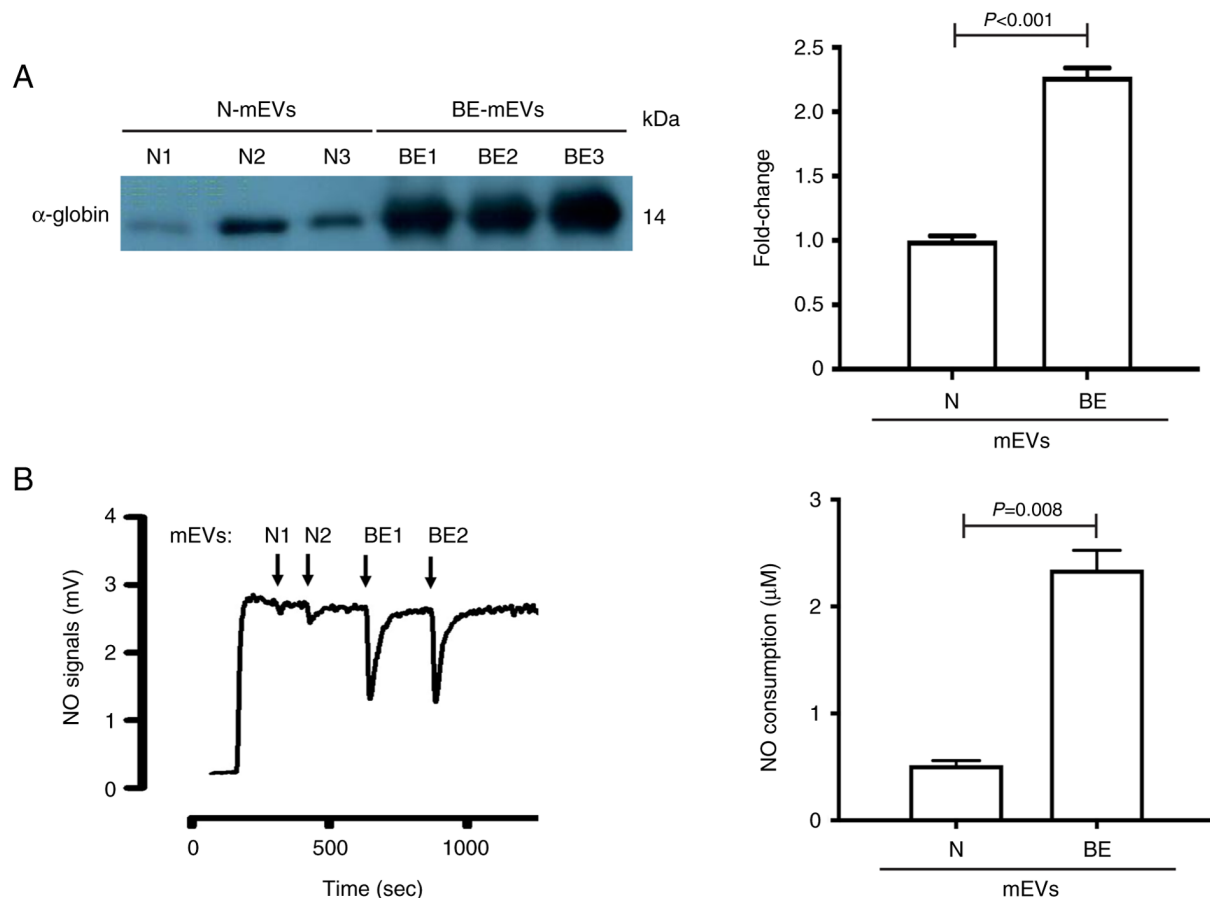 A
N-mEVs BE-mEVs kDa
N1 N2 N3 BE1 BE2 BE3
α-globin 14
P<0.001
2.5
2.0
1.5
1.0
0.5
0
Fold-change
N BE
mEVs
B
4
3
2
1
0
NO signals (mV)
mEVs: N1 N2 BE1 BE2
0 500 1000
Time (sec)
P=0.008
3
2
1
0
NO consumption (μM)
N BE
mEVs